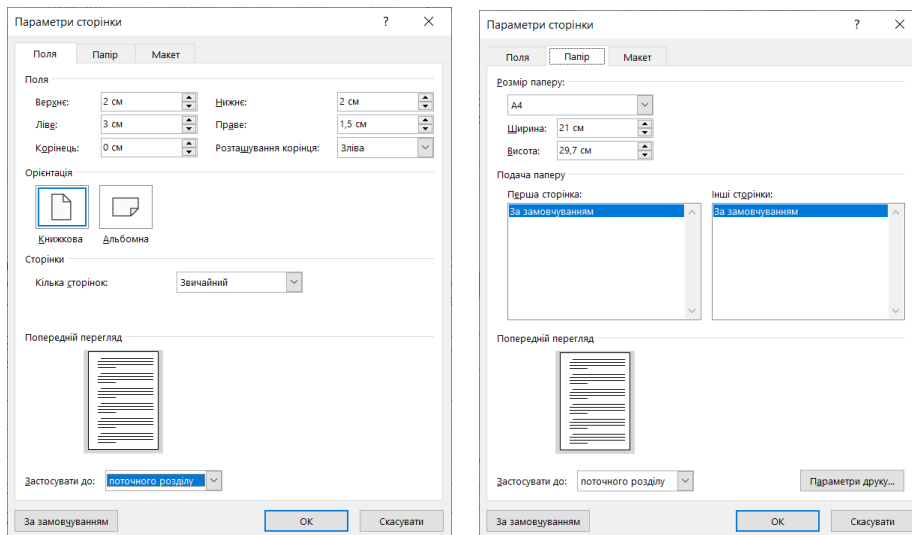 Параметри сторінки ? ×
Поля Папір Макет
Поля
Верхнє: 2 см Нижнє: 2 см
Ліве: 3 см Праве: 1,5 см
Корінець: 0 см Розташування корінця: Зліва
Орієнтація
Книжкова Альбомна
Сторінки
Кілька сторінок: Звичайний
Попередній перегляд
Застосувати до: поточного розділу
За замовчуванням ОК Скасувати
Параметри сторінки ? ×
Поля Папір Макет
Розмір паперу:
A4
Ширина: 21 см
Висота: 29,7 см
Подача паперу
Перша сторінка: Інші сторінки:
За замовчуванням За замовчуванням
Попередній перегляд
Застосувати до: поточного розділу Параметри друку...
За замовчуванням ОК Скасувати